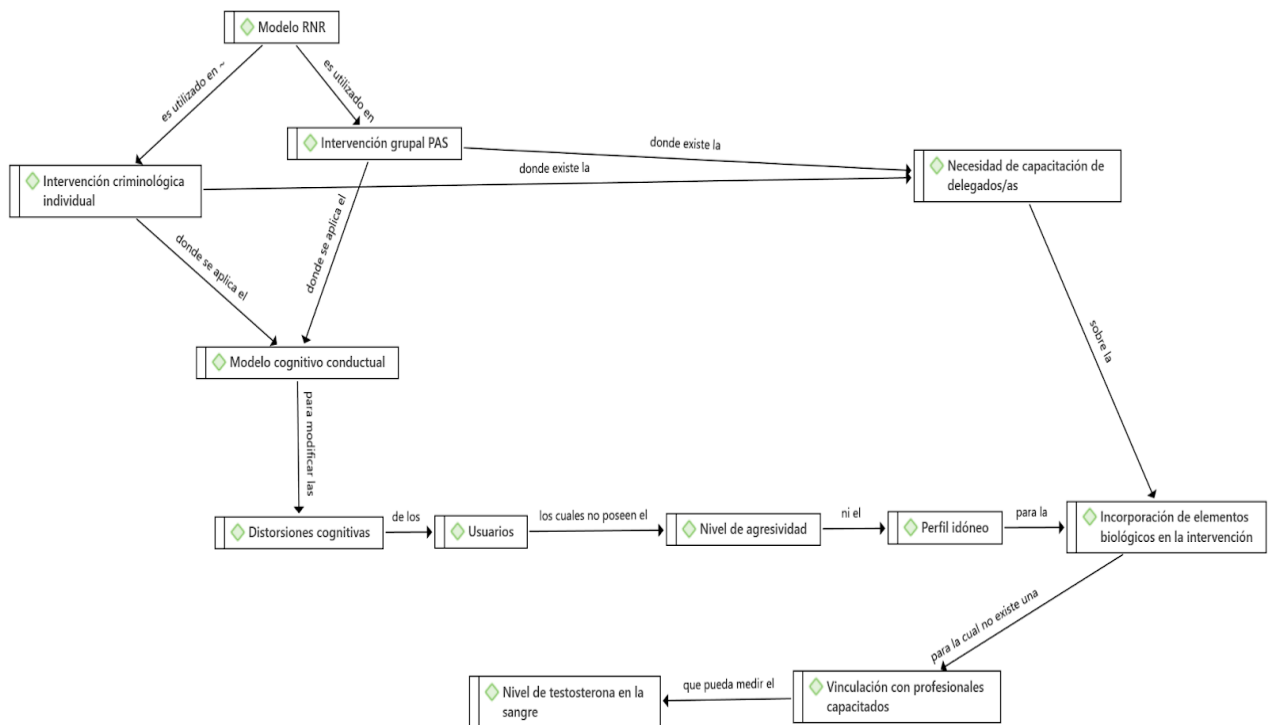 Modelo RNR
es utilizado en ~
es utilizado en
Intervención grupal PAS
donde existe la
donde existe la
Necesidad de capacitación de
delegados/as
Intervención criminológica
individual
donde se aplica el
donde se aplica el
sobre la
Modelo cognitivo conductual
para modificar las
Distorsiones cognitivas
de los
Usuarios
los cuales no poseen el
Nivel de agresividad
ni el
Perfil idóneo
para la
Incorporación de elementos
biológicos en la intervención
para la cual no existe una
Vinculación con profesionales
capacitados
que pueda medir el
Nivel de testosterona en la
sangre